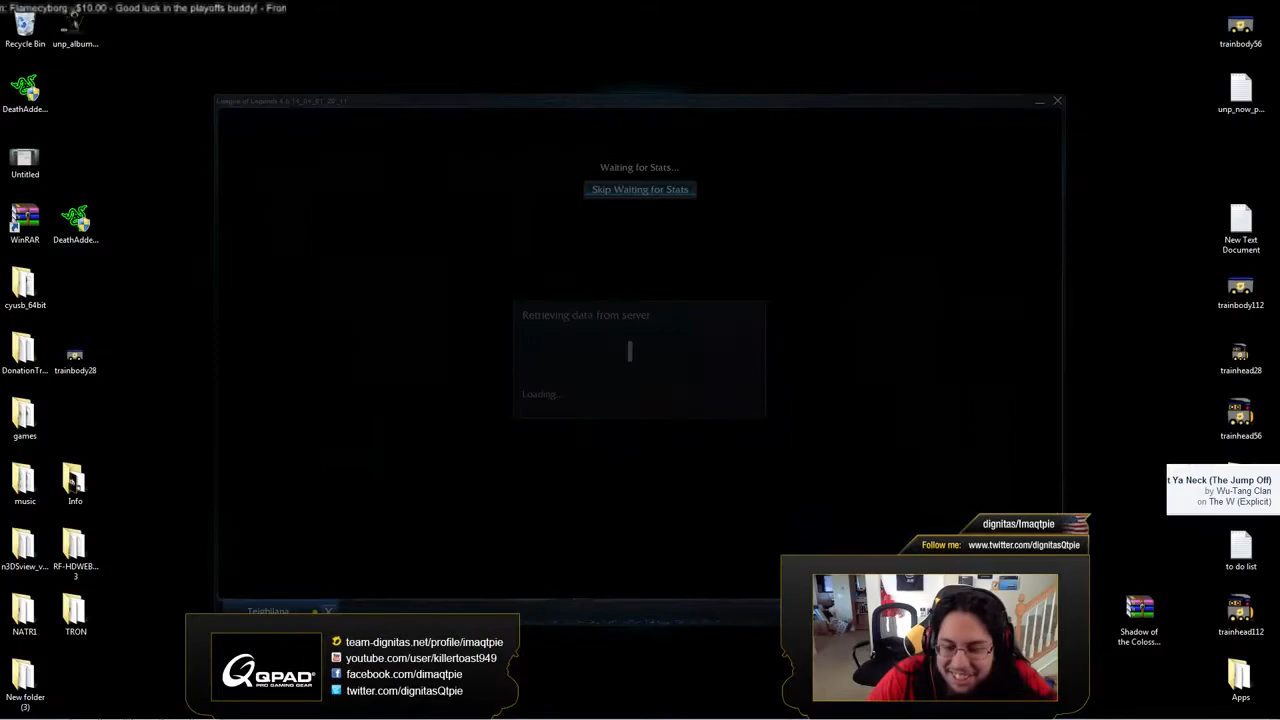 n: Flamecyborg - $10.00 - Good luck in the playoffs buddy! - Fron
Recycle Bin
unp_album...
trainbody56
DeathAdde...
League of Legends
unp_now_p...
Waiting for Stats...
Skip Waiting for Stats
Untitled
WinRAR
DeathAdde...
New Text
Document
cyusb_64bit
trainbody112
Retrieving data from server
Loading...
DonationTr...
trainbody28
trainhead28
games
trainhead56
t Ya Neck (The Jump Off)
by Wu-Tang Clan
on The W (Explicit)
music
Info
dignitas/Imaqtpie
Follow me: www.twitter.com/dignitasQtpie
n3DSview_v...
RF-HDWEB...
3
to do list
Teighilana
NATR1
TRON
Shadow of
the Coloss...
trainhead112
QPAD
PRO GAMING GEAR
team-dignitas.net/profile/imaqtpie
youtube.com/user/killertoast949
facebook.com/dimaqtpie
twitter.com/dignitasQtpie
New folder
(3)
Apps